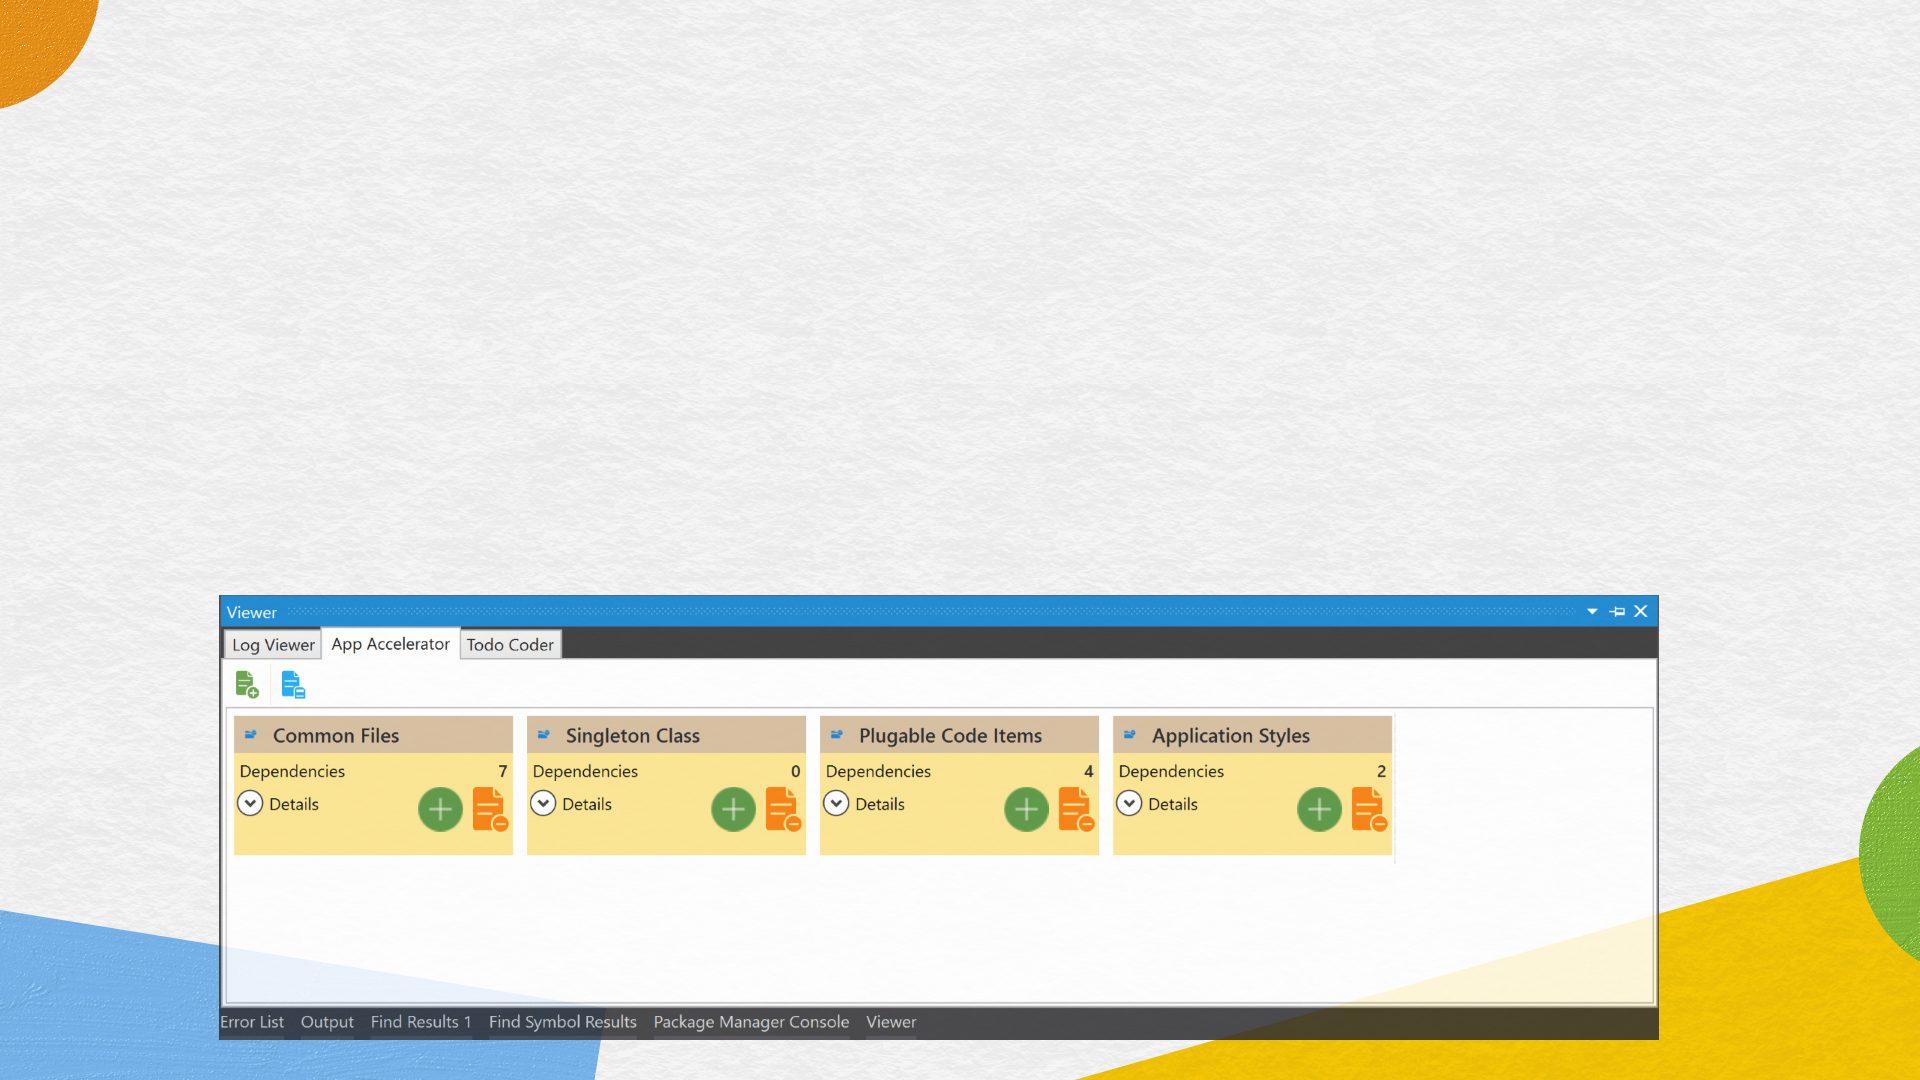 Viewer
Log Viewer App Accelerator Todo Coder
Common Files Singleton Class Plugable Code Items Application Styles
Dependencies 7 Dependencies 0 Dependencies 4 Dependencies 2
Details Details Details Details
Error List Output Find Results 1 Find Symbol Results Package Manager Console Viewer